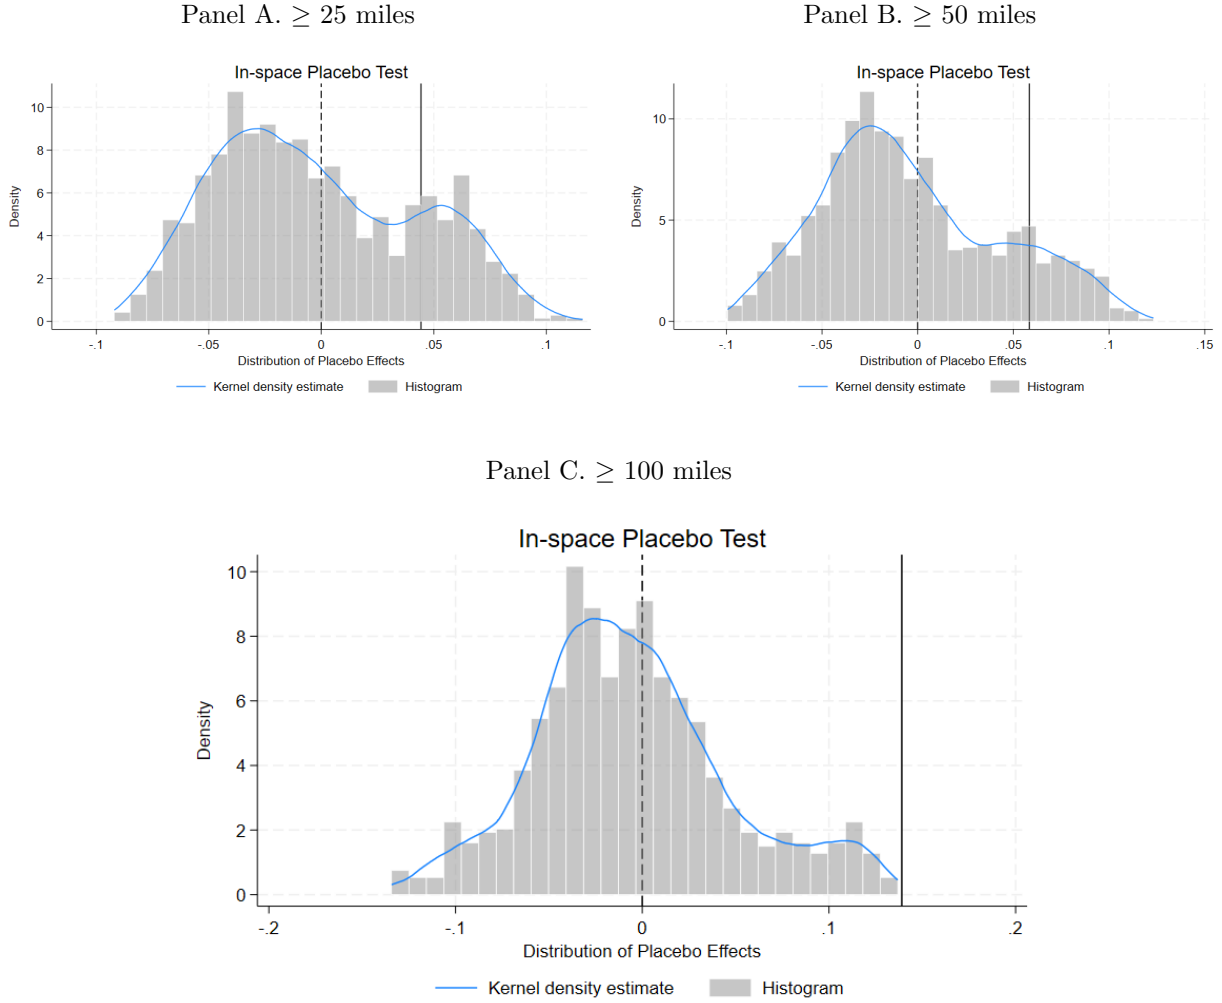 Panel A. ≥ 25 miles
In-space Placebo Test
Density
10
8
6
4
2
0
-.1 -.05 0 .05 .1
Distribution of Placebo Effects
Kernel density estimate Histogram
Panel B. ≥ 50 miles
In-space Placebo Test
Density
10
5
0
-.1 -.05 0 .05 .1 .15
Distribution of Placebo Effects
Kernel density estimate Histogram
Panel C. ≥ 100 miles
In-space Placebo Test
Density
10
8
6
4
2
0
-.2 -.1 0 .1 .2
Distribution of Placebo Effects
Kernel density estimate Histogram